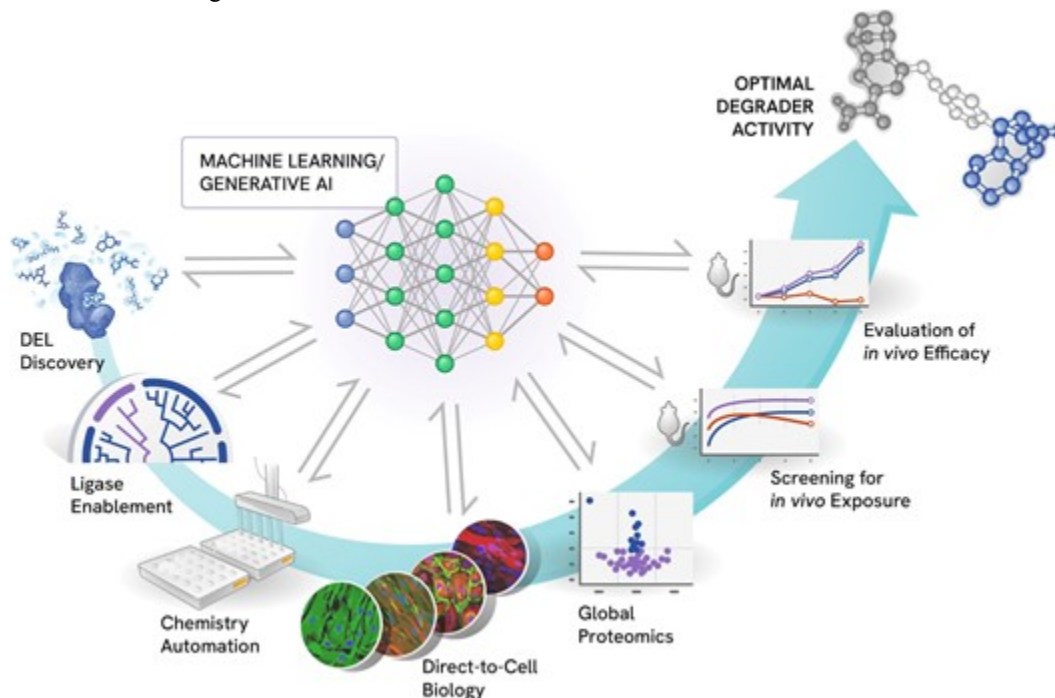 OPTIMAL
DEGRADER
ACTIVITY
MACHINE LEARNING/
GENERATIVE AI
DEL
Discovery
Ligase
Enablement
Chemistry
Automation
Direct-to-Cell
Biology
Global
Proteomics
Screening for
in vivo Exposure
Evaluation of
in vivo Efficacy